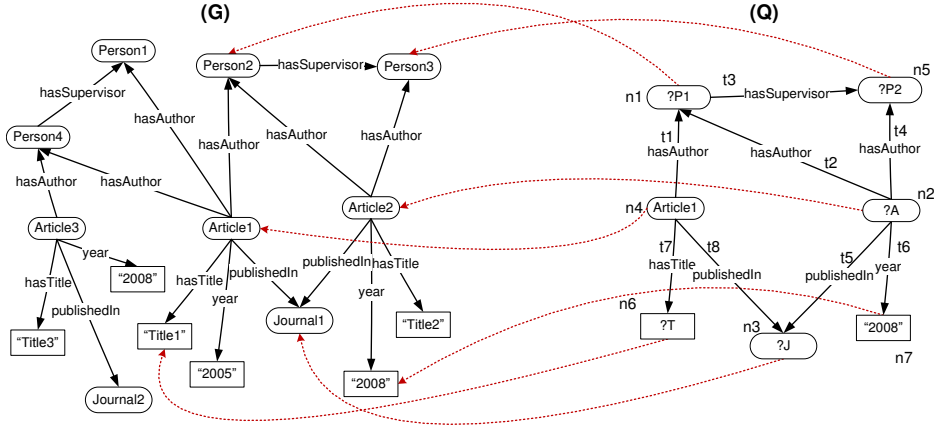 (G)
(Q)
Person1
Person2
hasSupervisor
Person3
hasSupervisor
Person4
hasAuthor
hasAuthor
hasAuthor
hasAuthor
hasAuthor
hasAuthor
Article3
Article1
Article2
year
hasTitle
"2008"
publishedIn
hasTitle
publishedIn
year
publishedIn
hasTitle
year
"Title3"
"Title1"
Journal1
"Title2"
"2005"
"2008"
Journal2
n1
?P1
t3
hasSupervisor
n5
?P2
t1
hasAuthor
hasAuthor
t2
t4
hasAuthor
n4
Article1
n2
?A
t7
hasTitle
t8
publishedIn
t5
publishedIn
t6
year
n6
?T
n3
?J
"2008"
n7